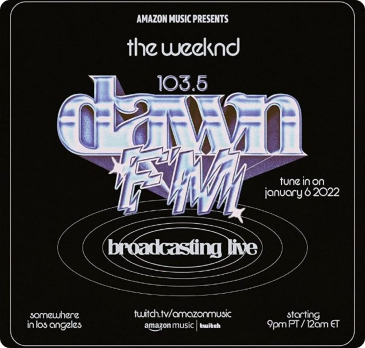 AMAZON MUSIC PRESENTS
the weeknd
103.5
dawn
FM
tune in on
january 6 2022
broadcasting live
somewhere
in los angeles
twitch.tv/amazonmusic
amazon music | twitch
starting
9pm PT / 12am ET